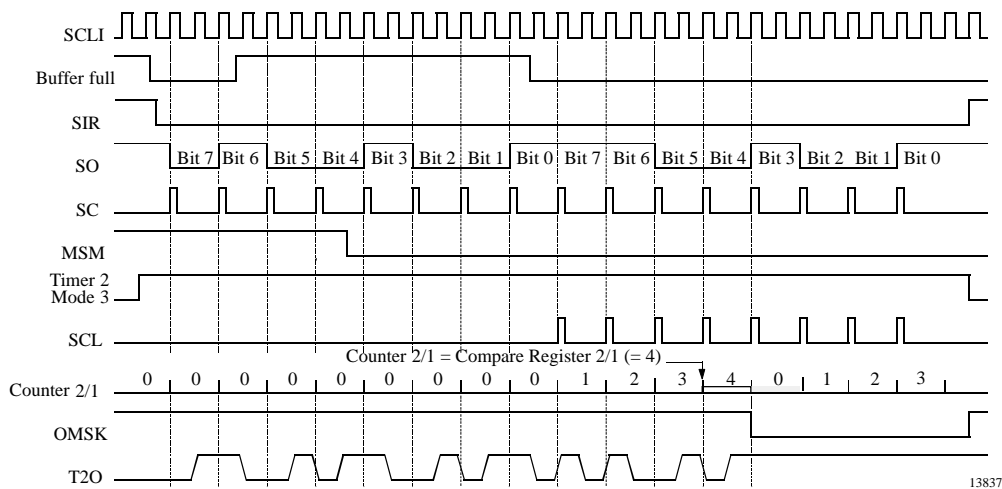 SCLI
Buffer full
SIR
SO Bit 7 Bit 6 Bit 5 Bit 4 Bit 3 Bit 2 Bit 1 Bit 0 Bit 7 Bit 6 Bit 5 Bit 4 Bit 3 Bit 2 Bit 1 Bit 0
SC
MSM
Timer 2
Mode 3
SCL
Counter 2/1 = Compare Register 2/1 (= 4)
Counter 2/1 0 0 0 0 0 0 0 0 0 1 2 3 4 0 1 2 3
OMSK
T2O
13837